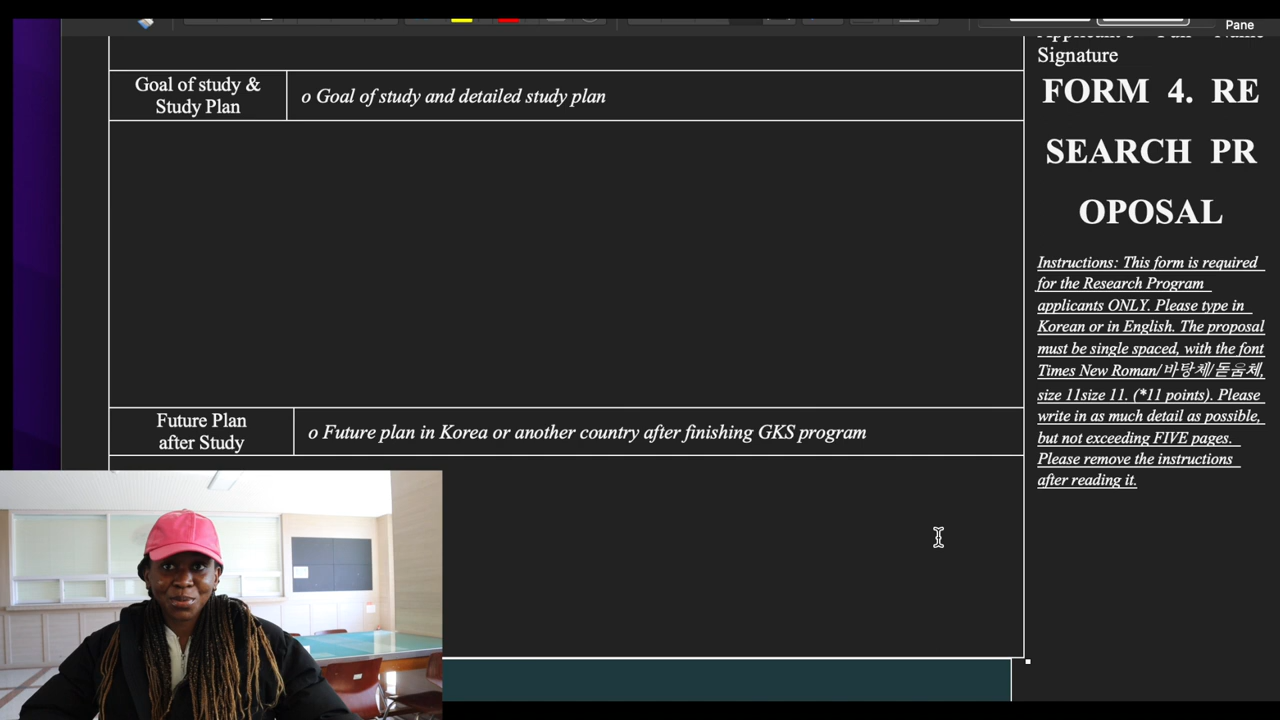 Pane
Signature
Goal of study &
Study Plan
o Goal of study and detailed study plan
Future Plan
after Study
o Future plan in Korea or another country after finishing GKS program
FORM 4. RE
SEARCH PR
OPOSAL
Instructions: This form is required
for the Research Program
applicants ONLY. Please type in
Korean or in English. The proposal
must be single spaced, with the font
Times New Roman/바탕체/돋움체,
size 11size 11. (*11 points). Please
write in as much detail as possible,
but not exceeding FIVE pages.
Please remove the instructions
after reading it.